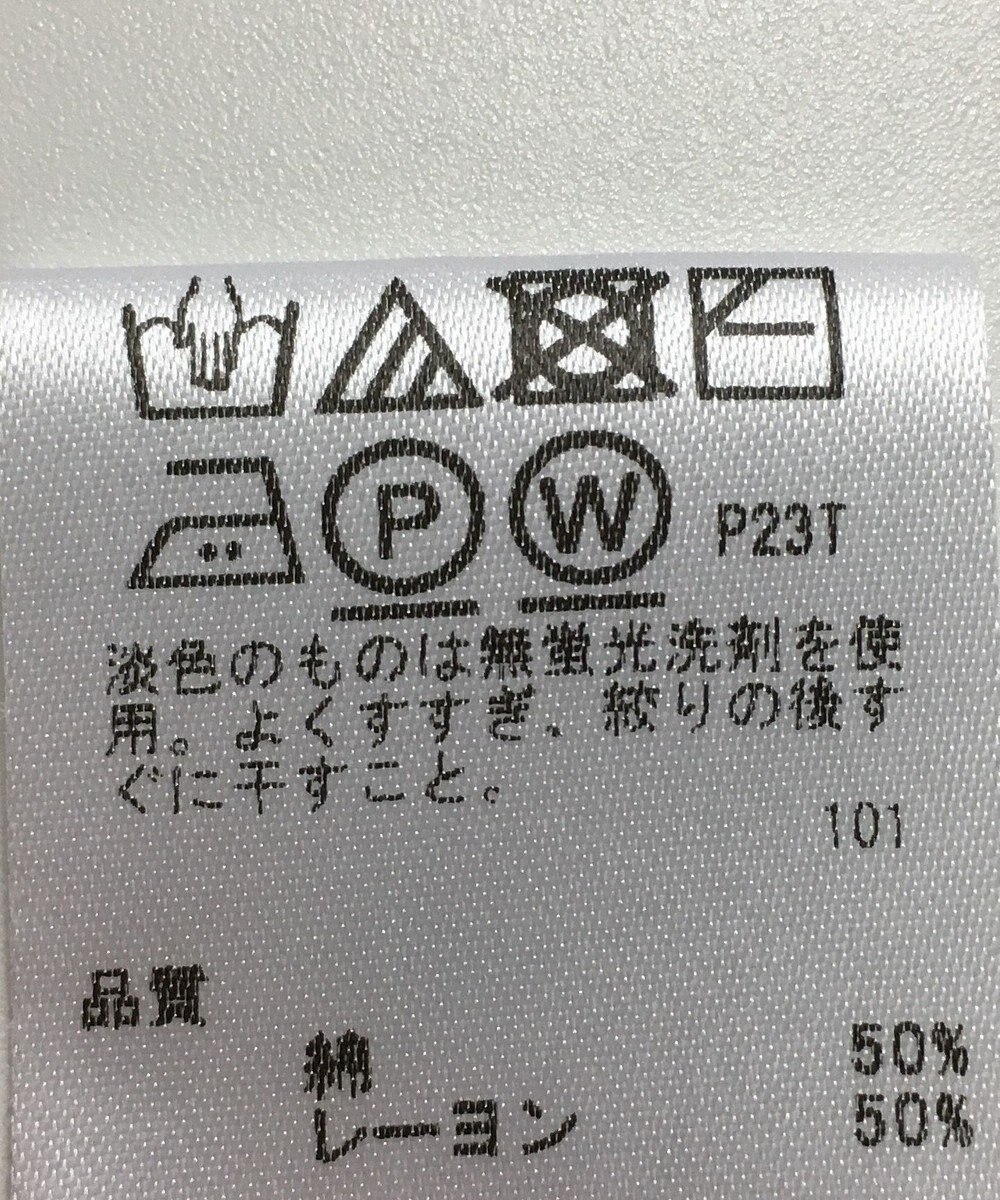 P
W
P23T
淡色のものは無蛍光洗剤を使
用。よくすすぎ、絞りの後す
ぐに干すこと。
101
品質
綿 50%
レーヨン 50%